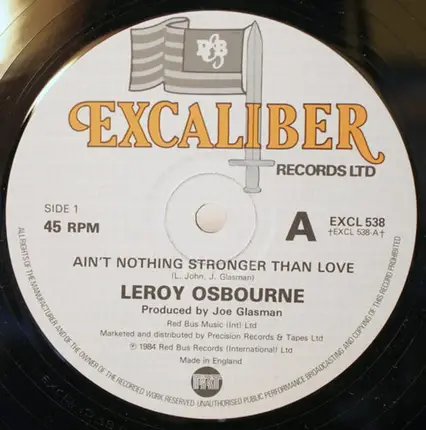 R&B
EXCALIBER
RECORDS LTD
SIDE 1
45 RPM
A
EXCL 538
†EXCL 538-A†
AIN'T NOTHING STRONGER THAN LOVE
(L. John, J. Glasman)
LEROY OSBOURNE
Produced by Joe Glasman
Red Bus Music (Int) Ltd
Marketed and distributed by Precision Records & Tapes Ltd
℗ 1984 Red Bus Records (International) Ltd
Made in England
PRT
ALL RIGHTS OF THE MANUFACTURER AND OF THE OWNER OF THE RECORDED WORK RESERVED UNAUTHORISED PUBLIC PERFORMANCE BROADCASTING AND COPYING OF THIS RECORD PROHIBITED